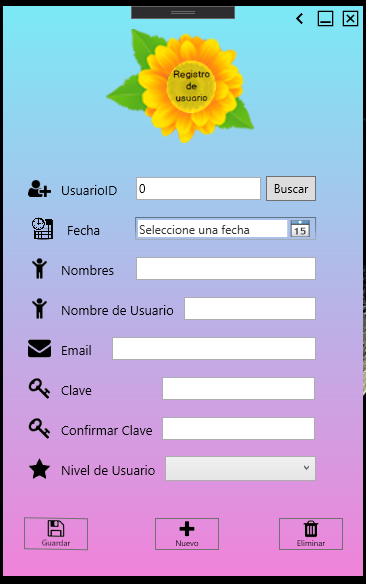 Registro
de
usuario
UsuarioID 0 Buscar
Fecha Seleccione una fecha 15
Nombres
Nombre de Usuario
Email
Clave
Confirmar Clave
Nivel de Usuario
Guardar Nuevo Eliminar